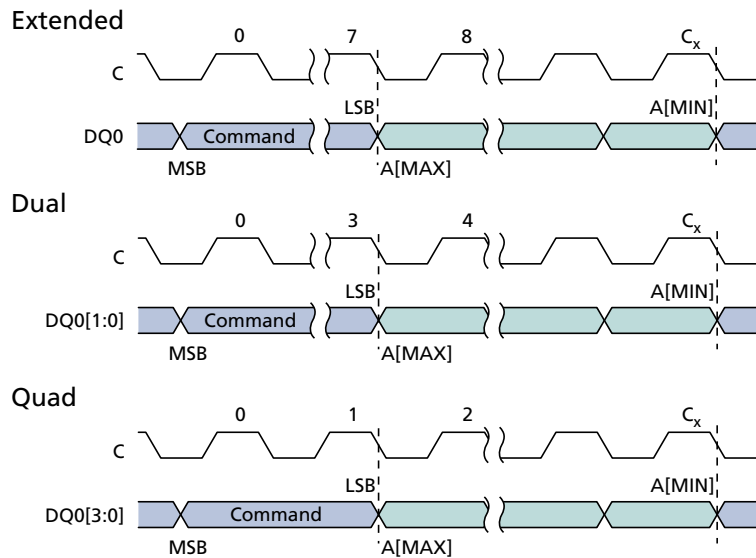 Extended
0 7 8 Cx
C
LSB A[MIN]
DQ0 Command
MSB A[MAX]
Dual
0 3 4 Cx
C
LSB A[MIN]
DQ0[1:0] Command
MSB A[MAX]
Quad
0 1 2 Cx
C
LSB A[MIN]
DQ0[3:0] Command
MSB A[MAX]